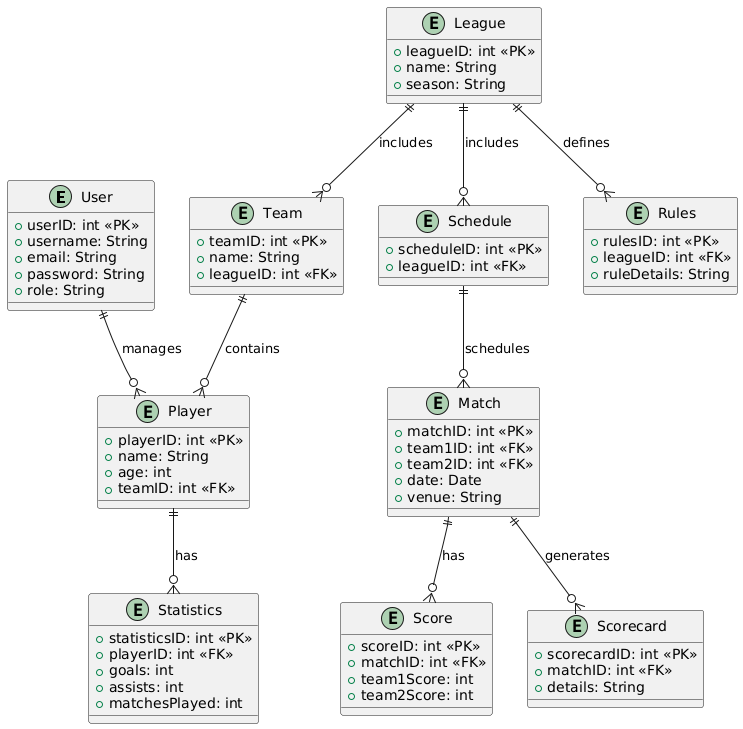 E League
leagueID: int «PK»
name: String
season: String
includes
includes
defines
E User
userID: int «PK»
username: String
email: String
password: String
role: String
E Team
teamID: int «PK»
name: String
leagueID: int «FK»
E Schedule
scheduleID: int «PK»
leagueID: int «FK»
E Rules
rulesID: int «PK»
leagueID: int «FK»
ruleDetails: String
manages
contains
schedules
E Player
playerID: int «PK»
name: String
age: int
teamID: int «FK»
E Match
matchID: int «PK»
team1ID: int «FK»
team2ID: int «FK»
date: Date
venue: String
has
has
generates
E Statistics
statisticsID: int «PK»
playerID: int «FK»
goals: int
assists: int
matchesPlayed: int
E Score
scoreID: int «PK»
matchID: int «FK»
team1Score: int
team2Score: int
E Scorecard
scorecardID: int «PK»
matchID: int «FK»
details: String